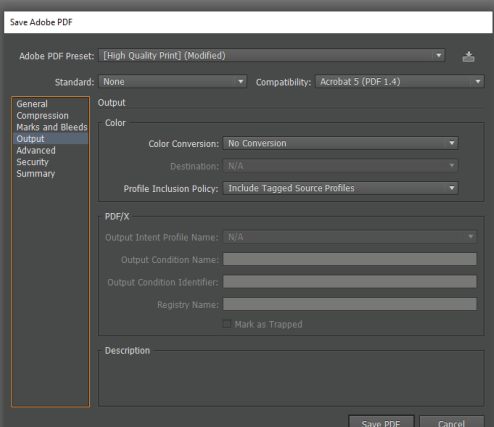 Save Adobe PDF
Adobe PDF Preset: [High Quality Print] (Modified)
Standard: None Compatibility: Acrobat 5 (PDF 1.4)
General
Compression
Marks and Bleeds
Output
Advanced
Security
Summary
Output
Color
Color Conversion: No Conversion
Destination: N/A
Profile Inclusion Policy: Include Tagged Source Profiles
PDF/X
Output Intent Profile Name: N/A
Output Condition Name:
Output Condition Identifier:
Registry Name:
Mark as Trapped
Description
Save PDF Cancel